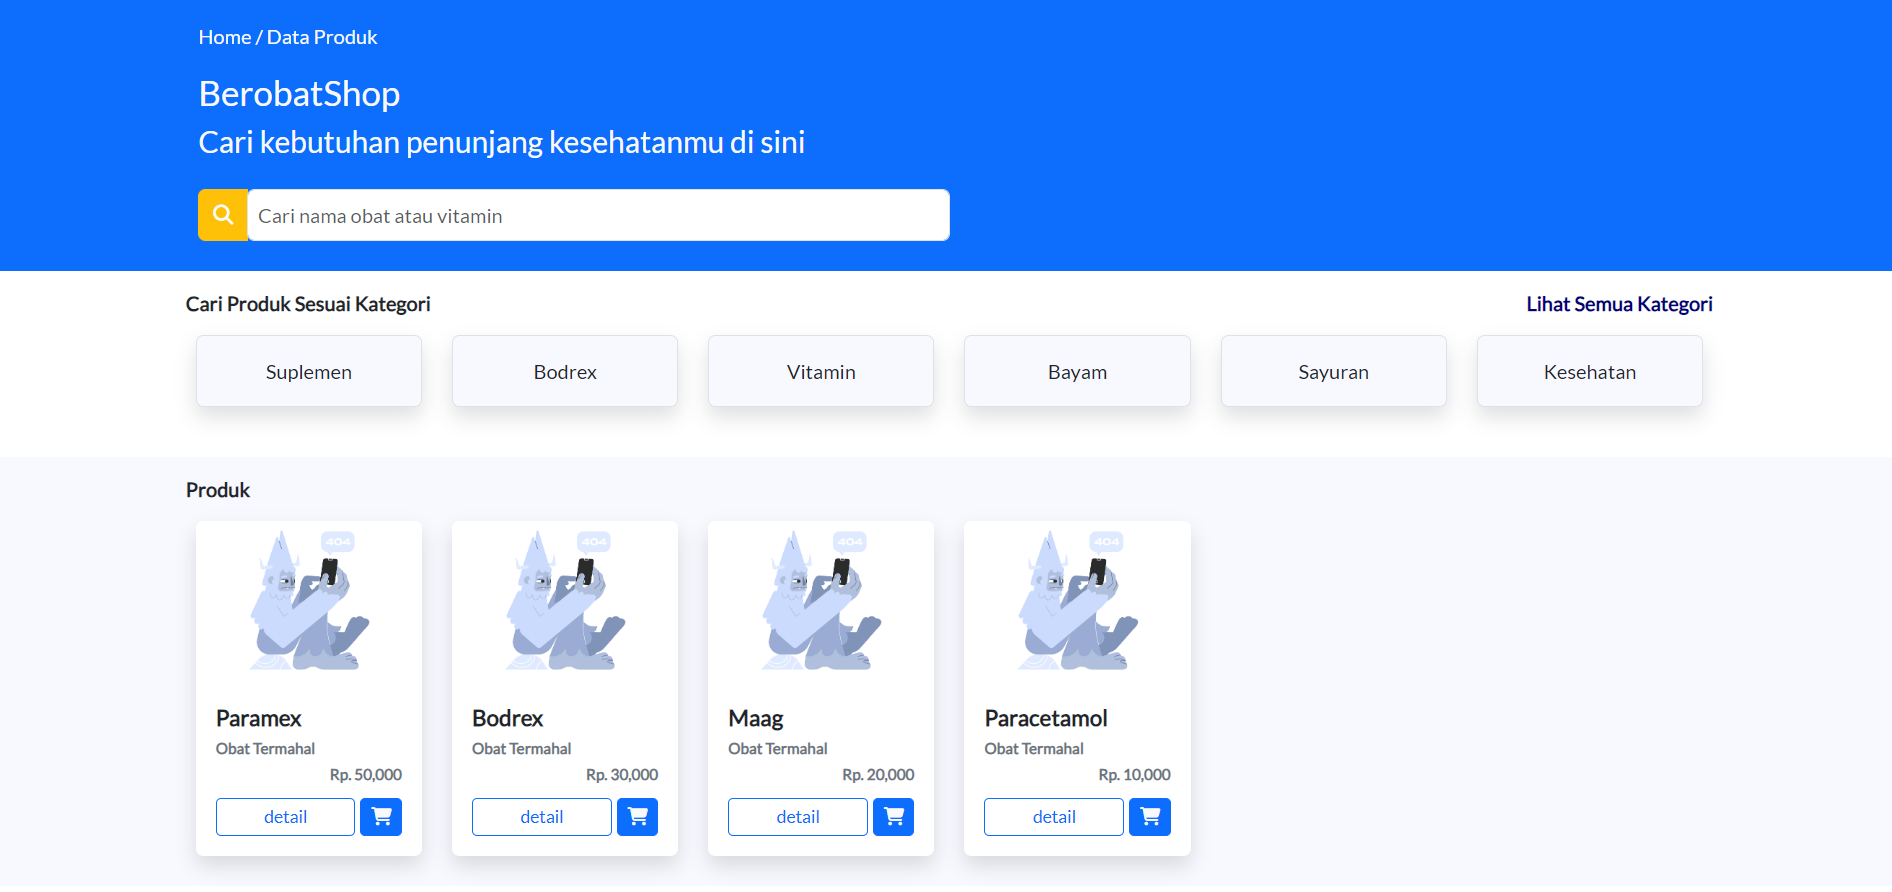 Home / Data Produk
BerobatShop
Cari kebutuhan penunjang kesehatanmu di sini
Cari nama obat atau vitamin
Cari Produk Sesuai Kategori
Lihat Semua Kategori
Suplemen
Bodrex
Vitamin
Bayam
Sayuran
Kesehatan
Produk
404
Paramex
Obat Termahal
Rp. 50,000
detail
404
Bodrex
Obat Termahal
Rp. 30,000
detail
404
Maag
Obat Termahal
Rp. 20,000
detail
404
Paracetamol
Obat Termahal
Rp. 10,000
detail